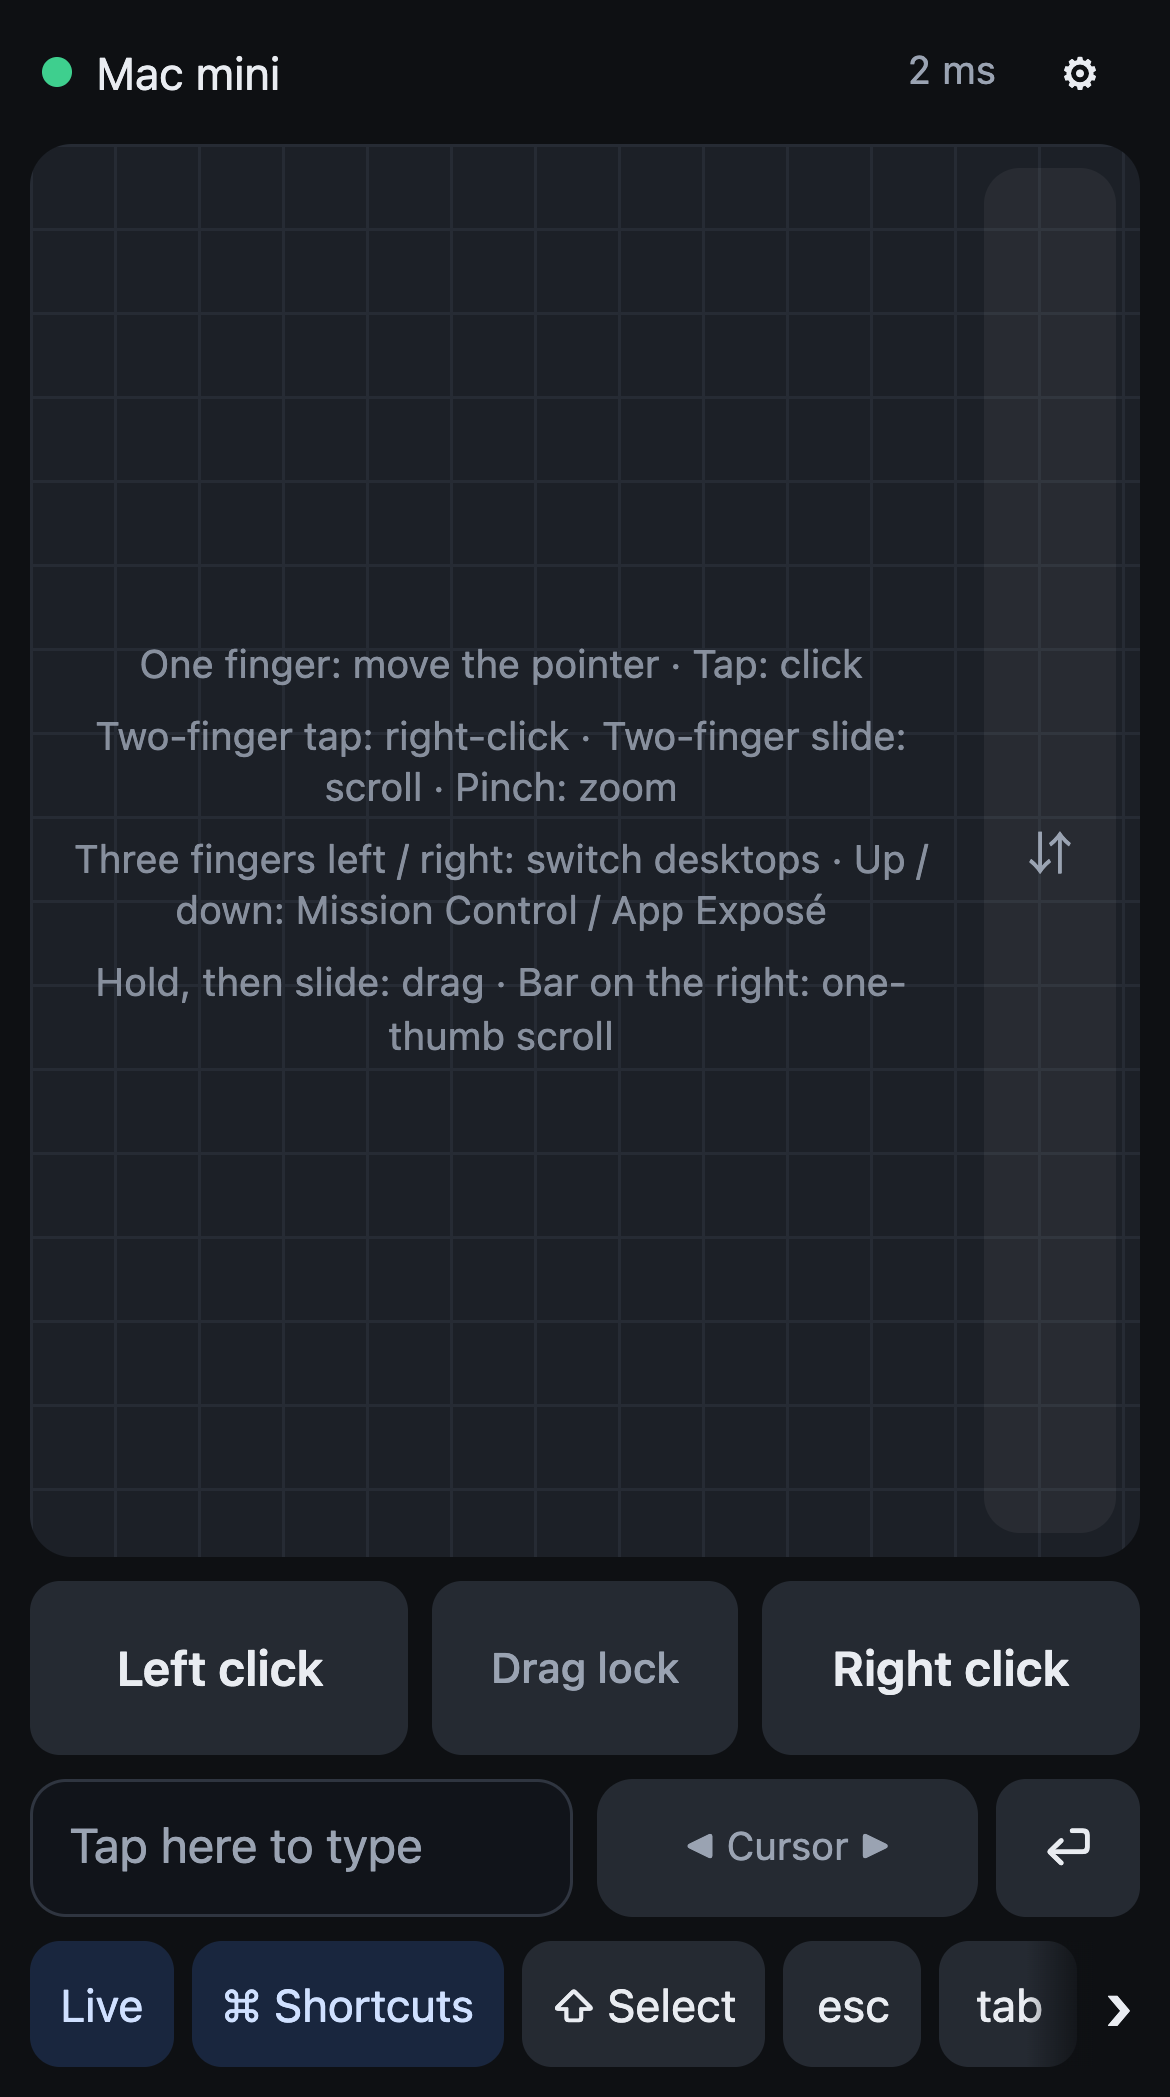 Mac mini
2 ms
One finger: move the pointer · Tap: click
Two-finger tap: right-click · Two-finger slide:
scroll · Pinch: zoom
Three fingers left / right: switch desktops · Up /
down: Mission Control / App Exposé
Hold, then slide: drag · Bar on the right: one-
thumb scroll
Left click
Drag lock
Right click
Tap here to type
◀ Cursor ▶
Live
⌘ Shortcuts
⇧ Select
esc
tab